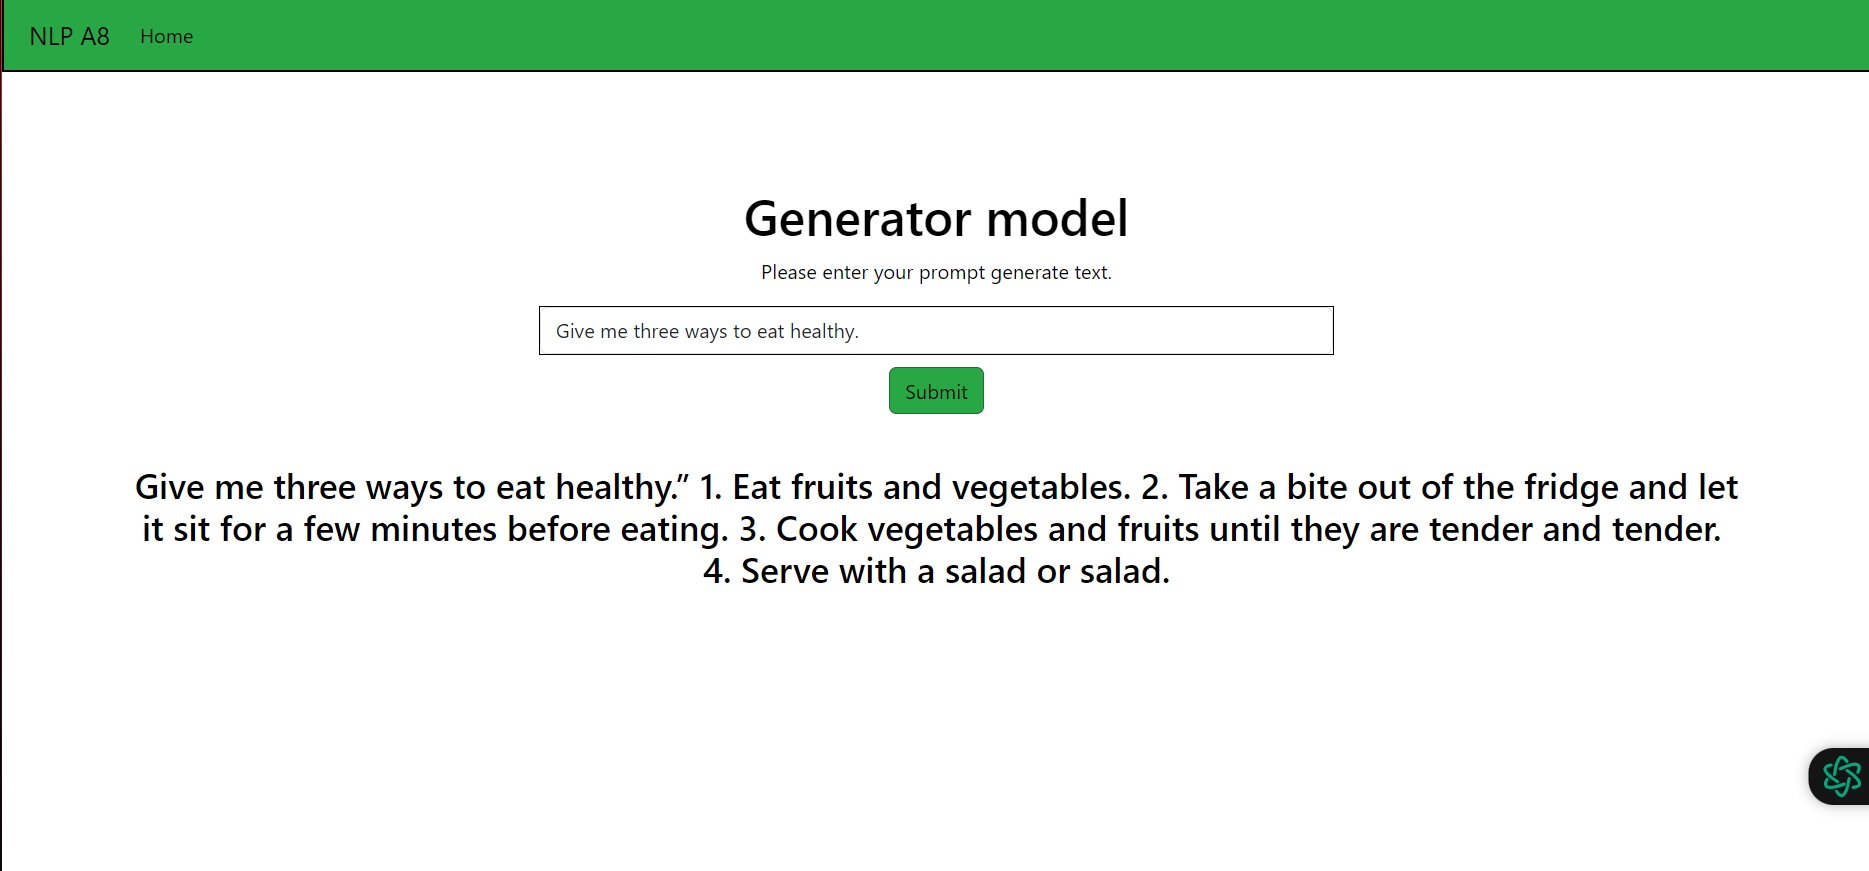 NLP A8 Home
Generator model
Please enter your prompt generate text.
Give me three ways to eat healthy.
Submit
Give me three ways to eat healthy.” 1. Eat fruits and vegetables. 2. Take a bite out of the fridge and let
it sit for a few minutes before eating. 3. Cook vegetables and fruits until they are tender and tender.
4. Serve with a salad or salad.